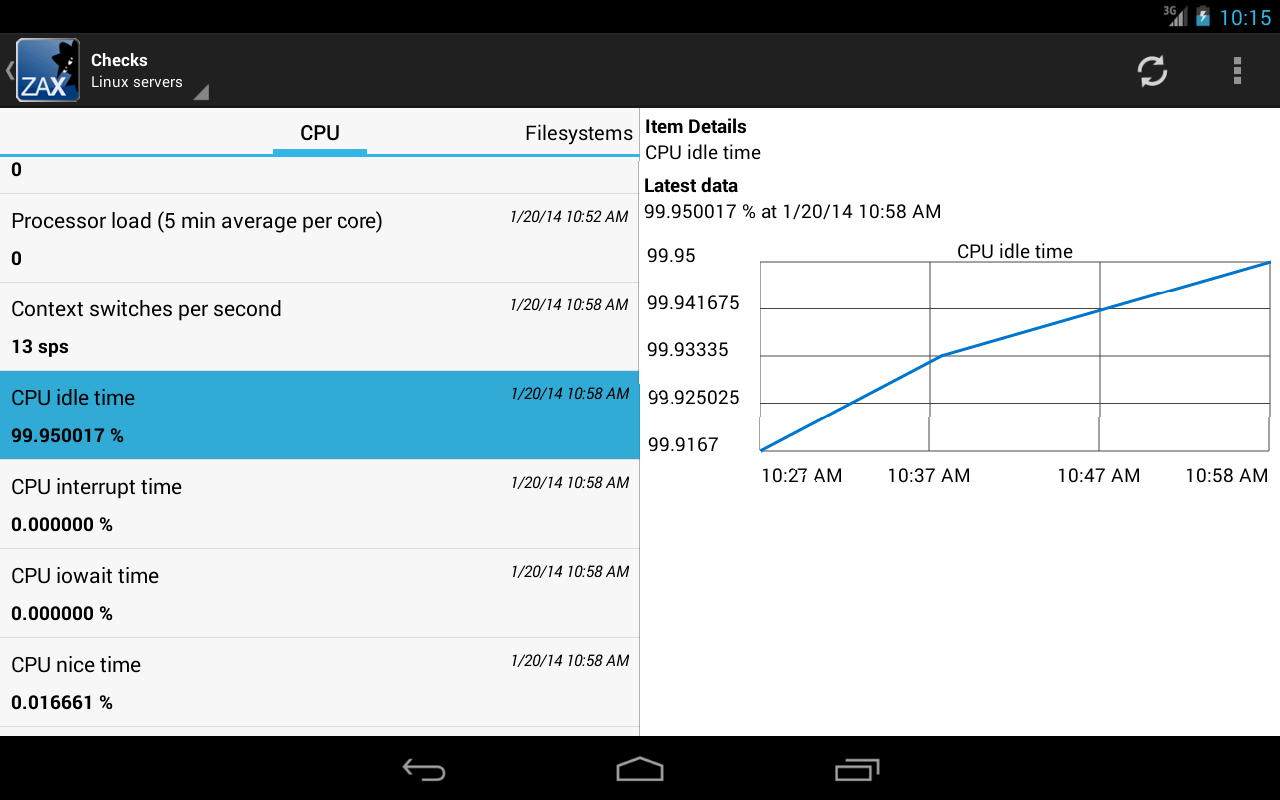 3G
10:15
ZAX
Checks
Linux servers
CPU
Filesystems
0
Processor load (5 min average per core)
1/20/14 10:52 AM
0
Context switches per second
1/20/14 10:58 AM
13 sps
CPU idle time
1/20/14 10:58 AM
99.950017 %
CPU interrupt time
1/20/14 10:58 AM
0.000000 %
CPU iowait time
1/20/14 10:58 AM
0.000000 %
CPU nice time
1/20/14 10:58 AM
0.016661 %
Item Details
CPU idle time
Latest data
99.950017 % at 1/20/14 10:58 AM
CPU idle time
99.95
99.941675
99.93335
99.925025
99.9167
10:27 AM
10:37 AM
10:47 AM
10:58 AM